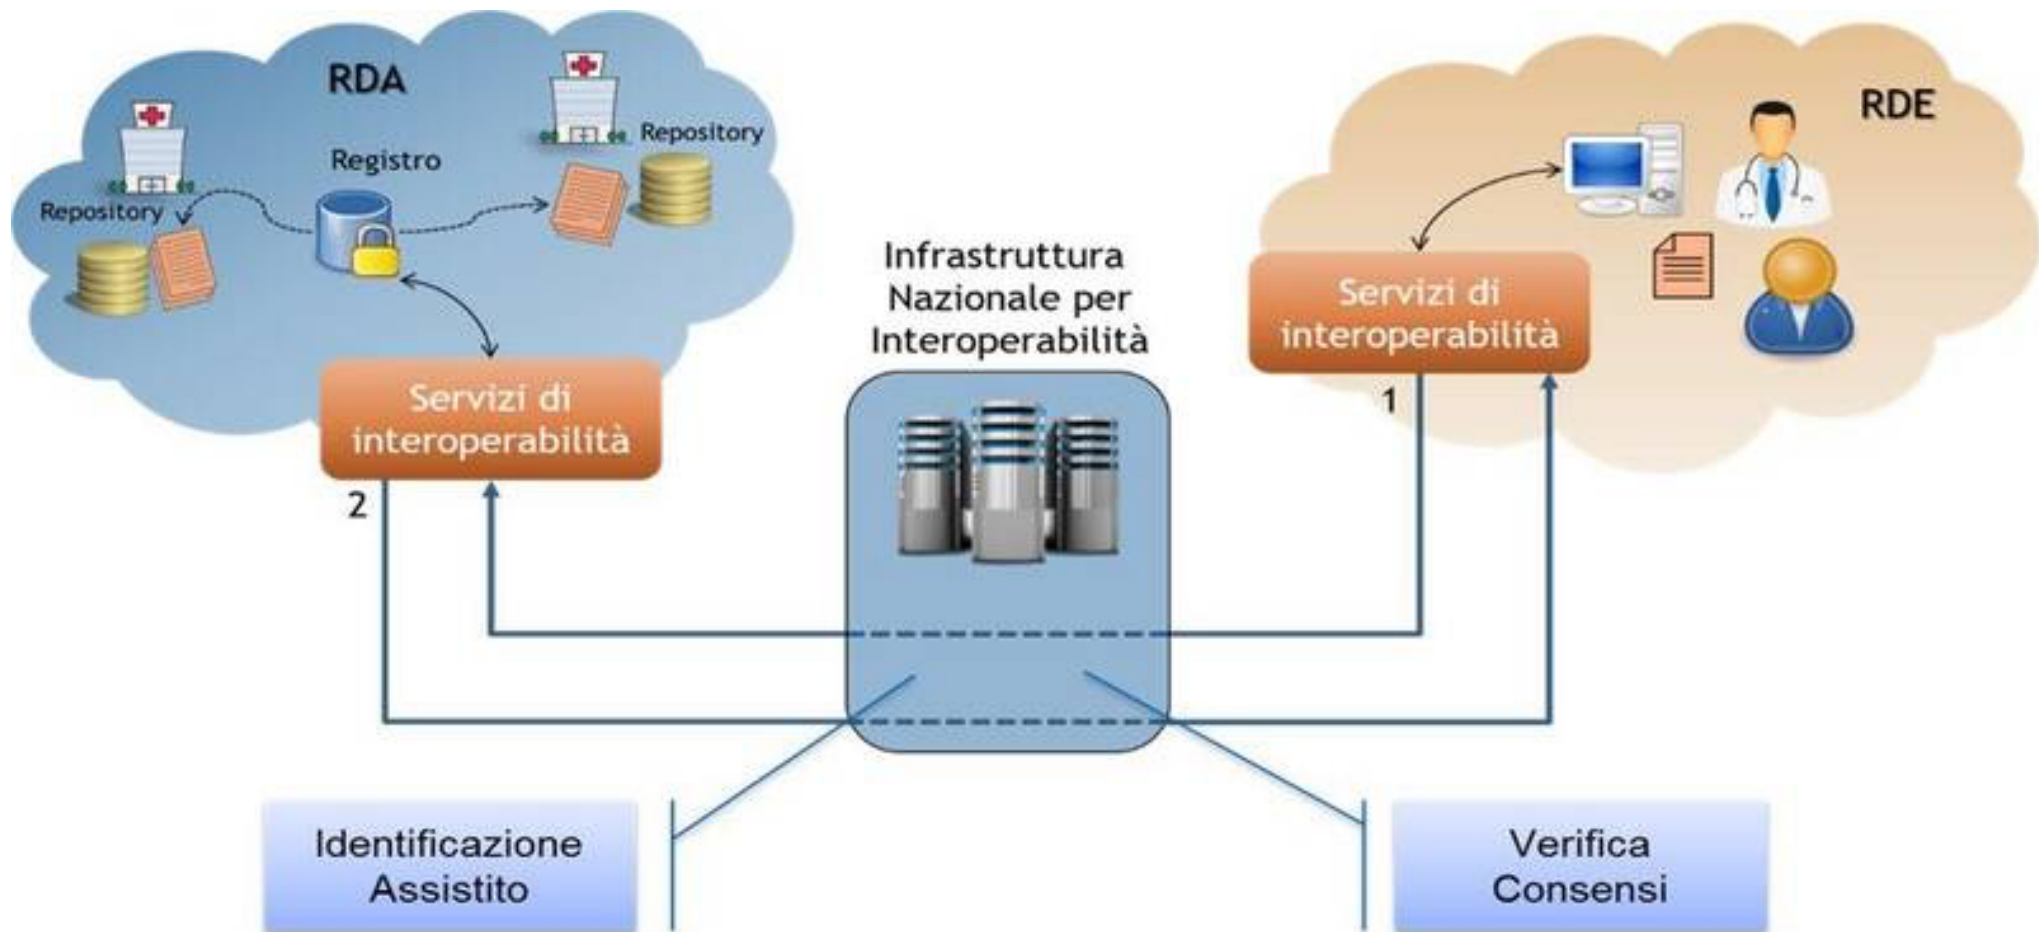 RDA
Repository
Registro
Repository
Servizi di
interoperabilità
2
Infrastruttura
Nazionale per
Interoperabilità
RDE
Servizi di
interoperabilità
1
Identificazione
Assistito
Verifica
Consensi